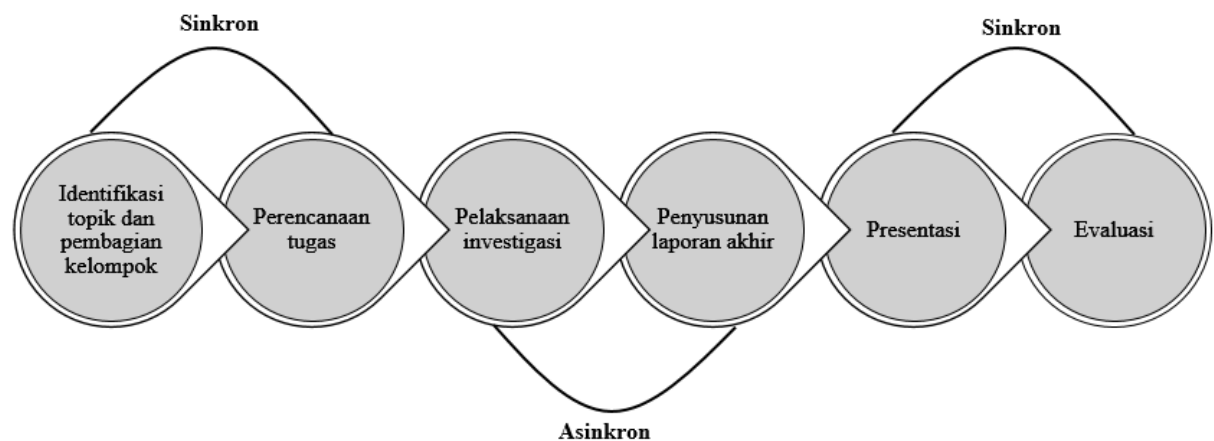 Sinkron
Sinkron
Identifikasi
topik dan
pembagian
kelompok
Perencanaan
tugas
Pelaksanaan
investigasi
Penyusunan
laporan akhir
Presentasi
Evaluasi
Asinkron